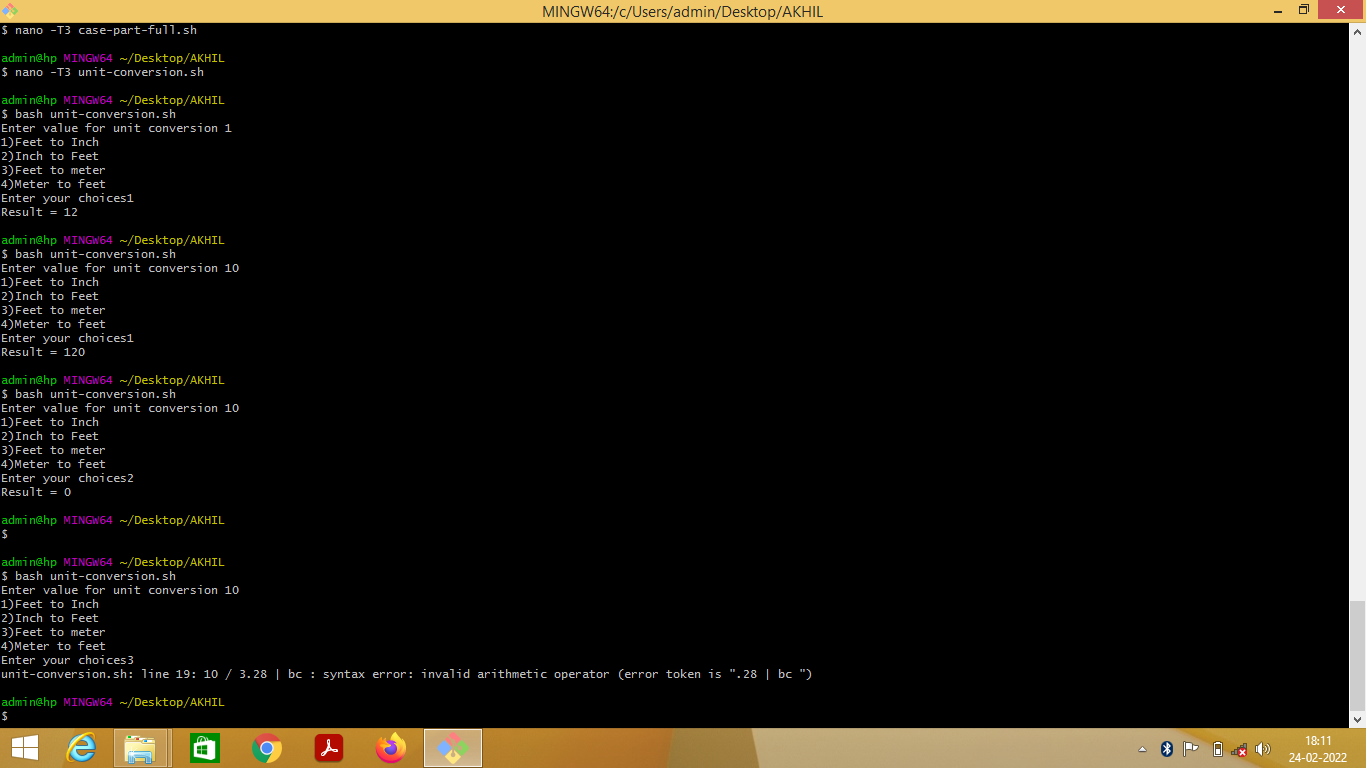 MINGW64:/c/Users/admin/Desktop/AKHIL
$ nano -T3 case-part-full.sh
admin@hp MINGW64 ~/Desktop/AKHIL
$ nano -T3 unit-conversion.sh
admin@hp MINGW64 ~/Desktop/AKHIL
$ bash unit-conversion.sh
Enter value for unit conversion 1
1)Feet to Inch
2)Inch to Feet
3)Feet to meter
4)Meter to feet
Enter your choices1
Result = 12
admin@hp MINGW64 ~/Desktop/AKHIL
$ bash unit-conversion.sh
Enter value for unit conversion 10
1)Feet to Inch
2)Inch to Feet
3)Feet to meter
4)Meter to feet
Enter your choices1
Result = 120
admin@hp MINGW64 ~/Desktop/AKHIL
$ bash unit-conversion.sh
Enter value for unit conversion 10
1)Feet to Inch
2)Inch to Feet
3)Feet to meter
4)Meter to feet
Enter your choices2
Result = 0
admin@hp MINGW64 ~/Desktop/AKHIL
$
admin@hp MINGW64 ~/Desktop/AKHIL
$ bash unit-conversion.sh
Enter value for unit conversion 10
1)Feet to Inch
2)Inch to Feet
3)Feet to meter
4)Meter to feet
Enter your choices3
unit-conversion.sh: line 19: 10 / 3.28 | bc : syntax error: invalid arithmetic operator (error token is ".28 | bc ")
admin@hp MINGW64 ~/Desktop/AKHIL
$
18:11
24-02-2022